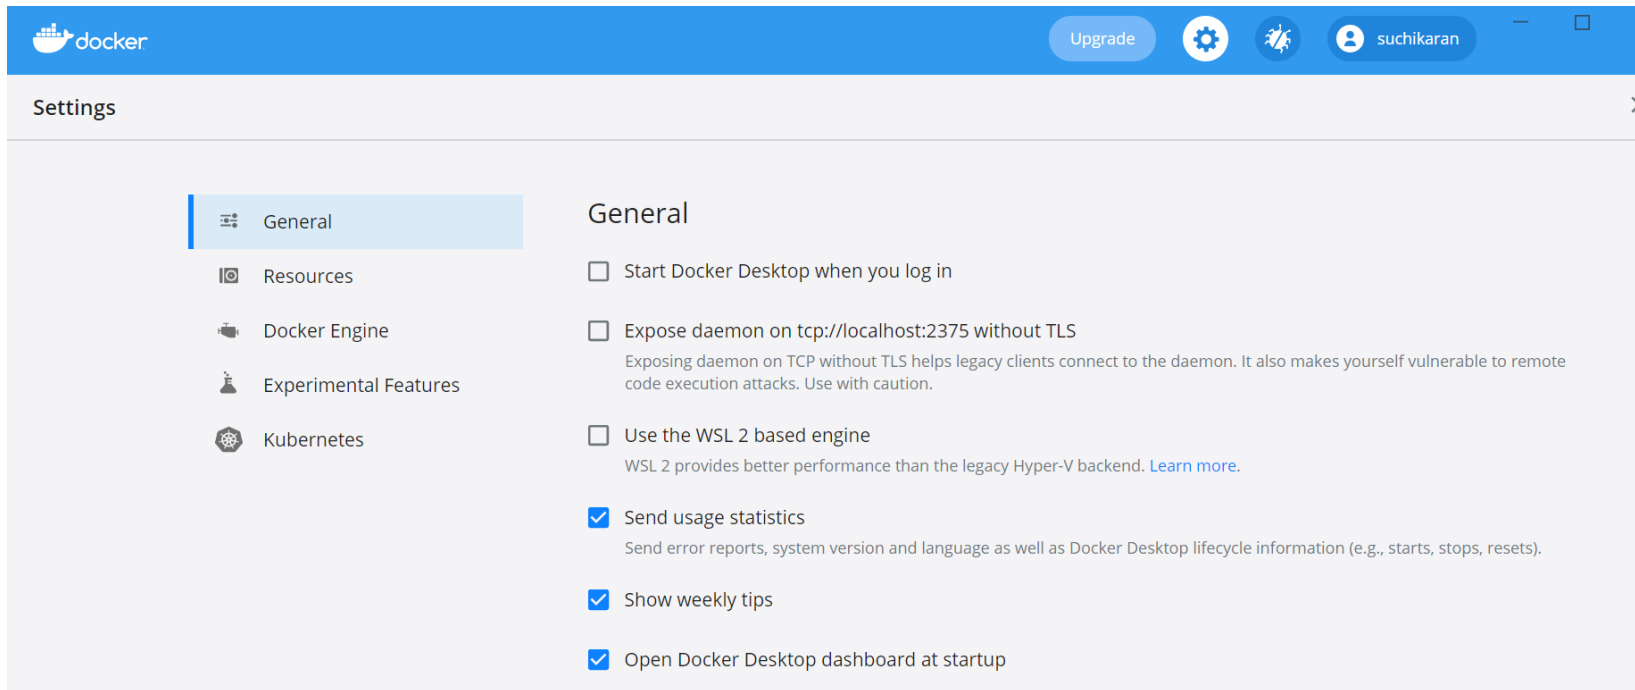 docker
Upgrade
suchikaran
Settings
General
Resources
Docker Engine
Experimental Features
Kubernetes
General
Start Docker Desktop when you log in
Expose daemon on tcp://localhost:2375 without TLS
Exposing daemon on TCP without TLS helps legacy clients connect to the daemon. It also makes yourself vulnerable to remote
code execution attacks. Use with caution.
Use the WSL 2 based engine
WSL 2 provides better performance than the legacy Hyper-V backend. Learn more.
Send usage statistics
Send error reports, system version and language as well as Docker Desktop lifecycle information (e.g., starts, stops, resets).
Show weekly tips
Open Docker Desktop dashboard at startup